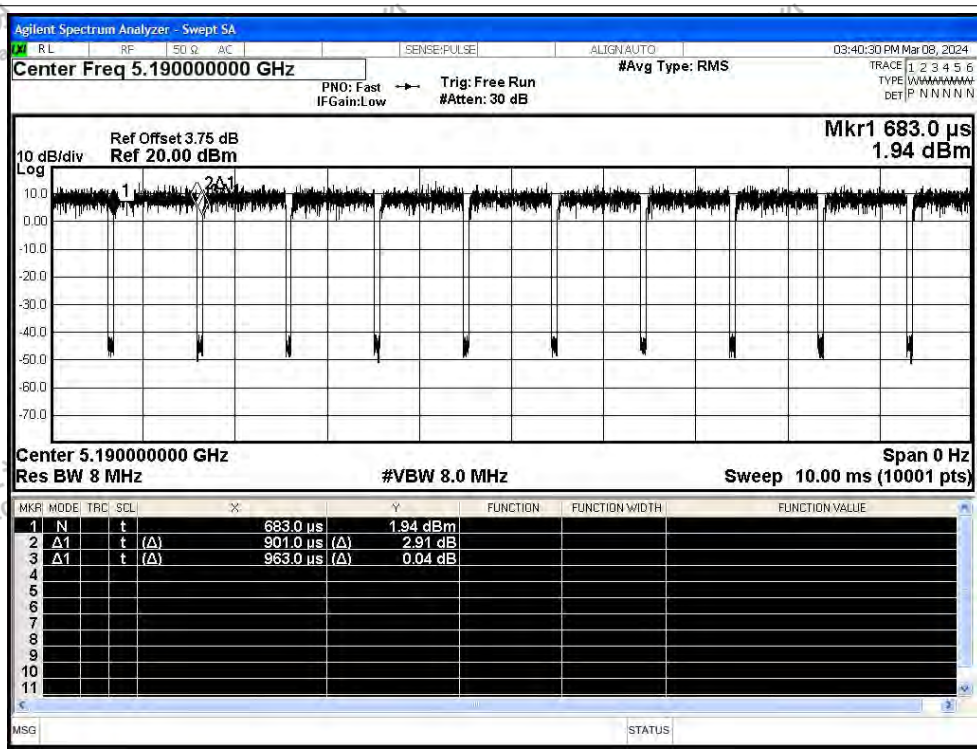 Agilent Spectrum Analyzer - Swept SA
RL RF 50 Ω AC SENSE:PULSE ALIGN AUTO 03:40:30 PM Mar 08, 2024
Center Freq 5.190000000 GHz #Avg Type: RMS TRACE 1 2 3 4 5 6
PNO: Fast Trig: Free Run TYPE
IFGain:Low #Atten: 30 dB DET P N N N N N
Mkr1 683.0 µs
Ref Offset 3.75 dB
10 dB/div Ref 20.00 dBm 1.94 dBm
Log
10.0
1 2Δ1
0.00
-10.0
-20.0
-30.0
-40.0
-50.0
-60.0
-70.0
Center 5.190000000 GHz Span 0 Hz
Res BW 8 MHz #VBW 8.0 MHz Sweep 10.00 ms (10001 pts)
MKR MODE TRC SCL X Y FUNCTION FUNCTION WIDTH FUNCTION VALUE
1 N t 683.0 µs 1.94 dBm
2 Δ1 t (Δ) 901.0 µs (Δ) 2.91 dB
3 Δ1 t (Δ) 963.0 µs (Δ) 0.04 dB
4
5
6
7
8
9
10
11
MSG STATUS